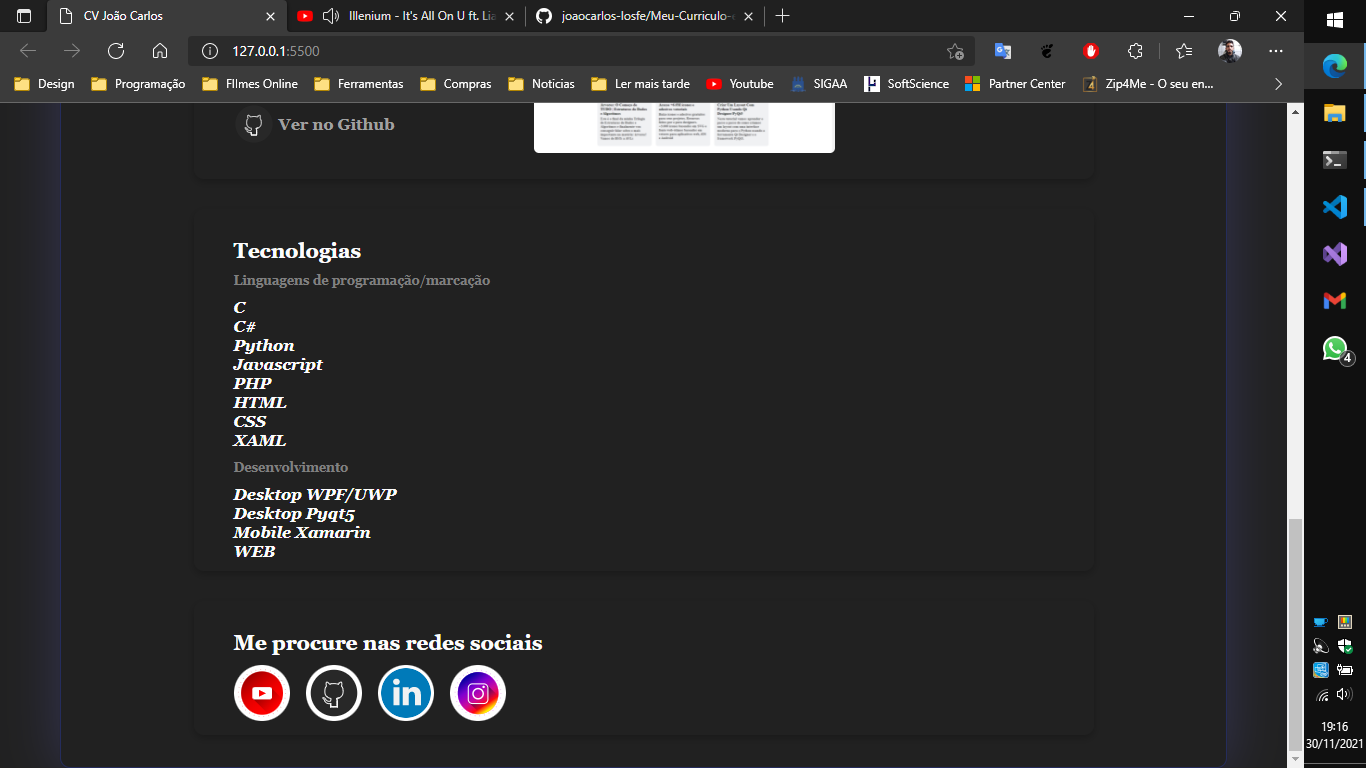 CV João Carlos
Illenium - It's All On U ft. Lia
joaocarlos-losfe/Meu-Curriculo-
127.0.0.1:5500
Design
Programação
FIlmes Online
Ferramentas
Compras
Noticias
Ler mais tarde
Youtube
SIGAA
SoftScience
Partner Center
Zip4Me - O seu en...
Ver no Github
Tecnologias
Linguagens de programação/marcação
C
C#
Python
Javascript
PHP
HTML
CSS
XAML
Desenvolvimento
Desktop WPF/UWP
Desktop Pyqt5
Mobile Xamarin
WEB
Me procure nas redes sociais
in
4
19:16
30/11/2021